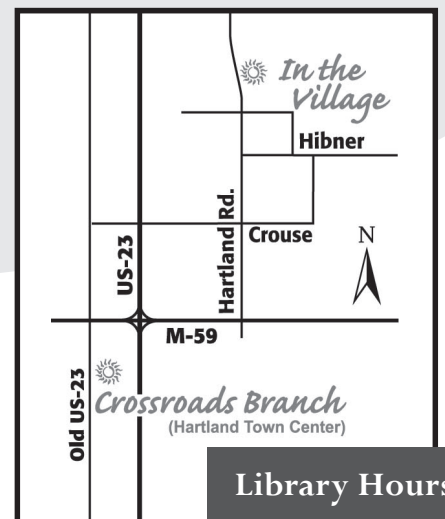 In the
Village
Hibner
Hartland Rd.
Crouse
US-23
N
M-59
Old US-23
Crossroads Branch
(Hartland Town Center)
Library Hours